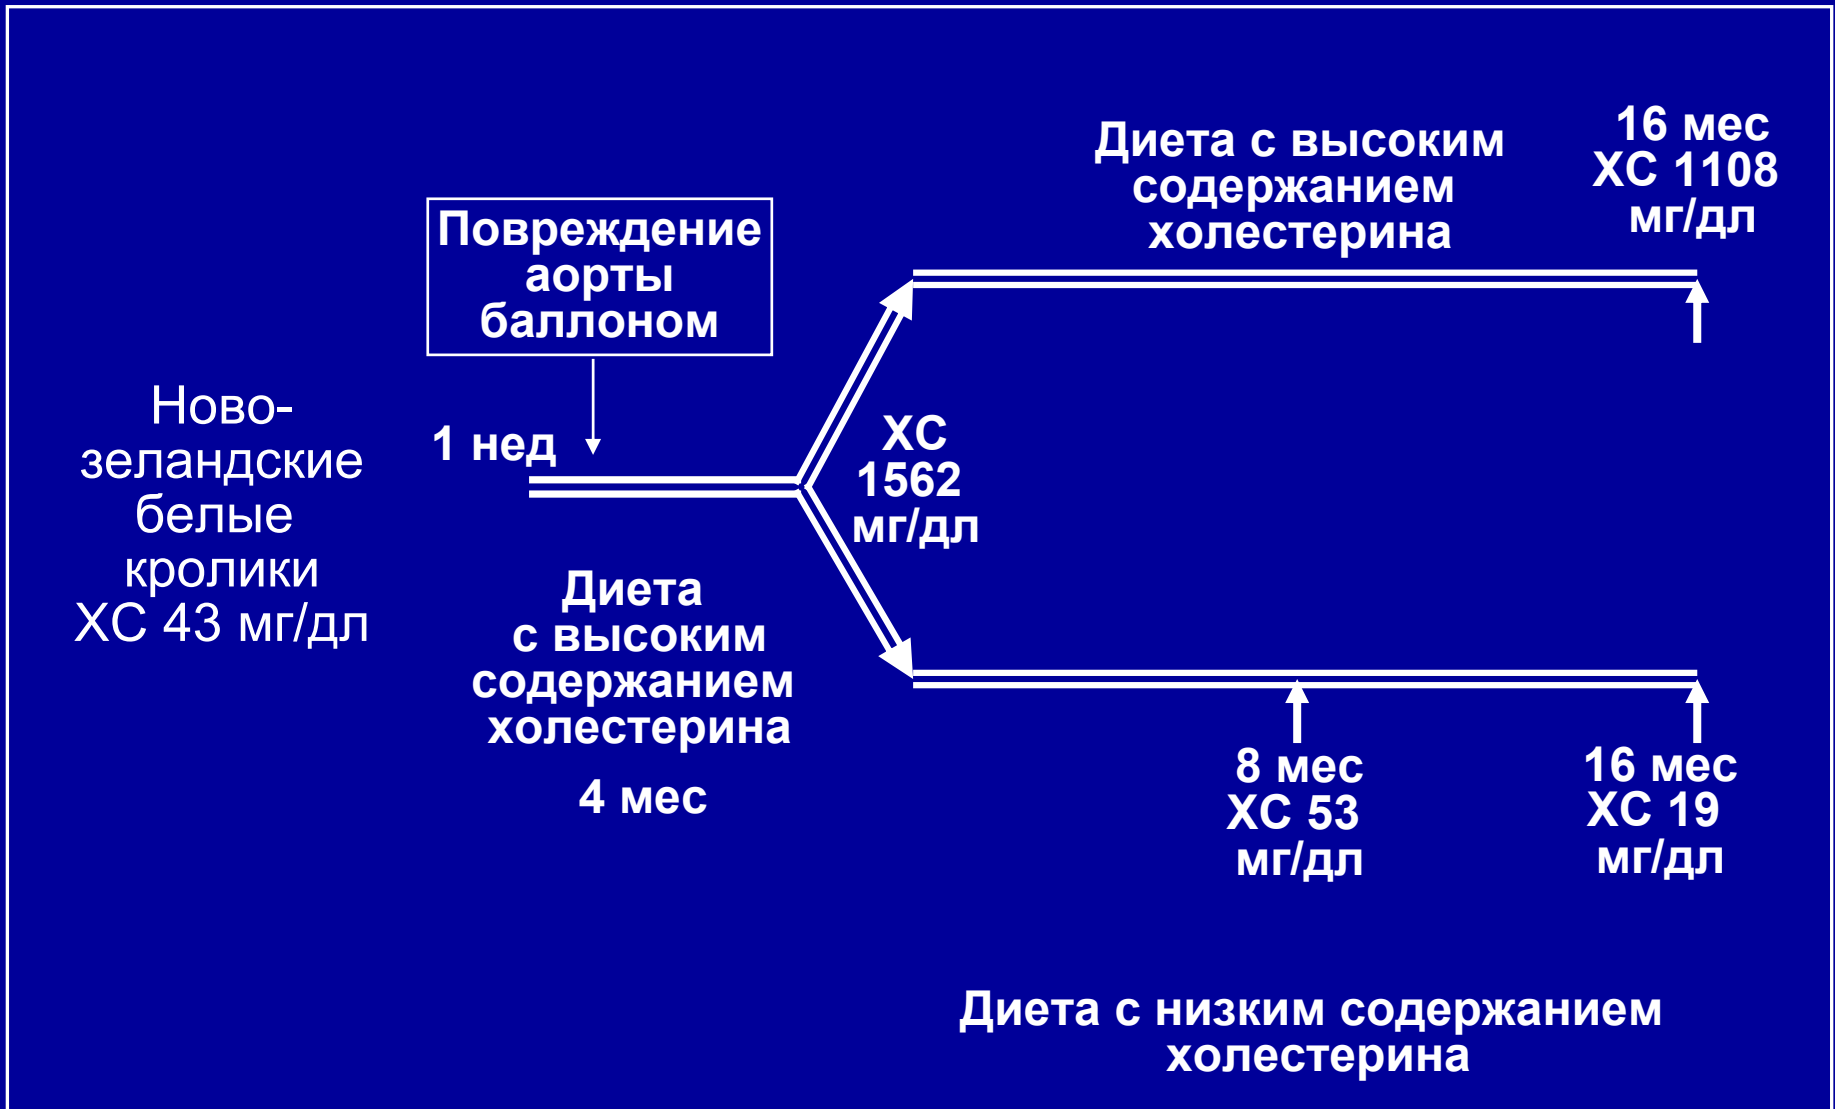 Ново-
зеландские
белые
кролики
ХС 43 мг/дл
Повреждение
аорты
баллоном
1 нед
Диета
с высоким
содержанием
холестерина
4 мес
ХС
1562
мг/дл
Диета с высоким
содержанием
холестерина
16 мес
ХС 1108
мг/дл
8 мес
ХС 53
мг/дл
16 мес
ХС 19
мг/дл
Диета с низким содержанием
холестерина